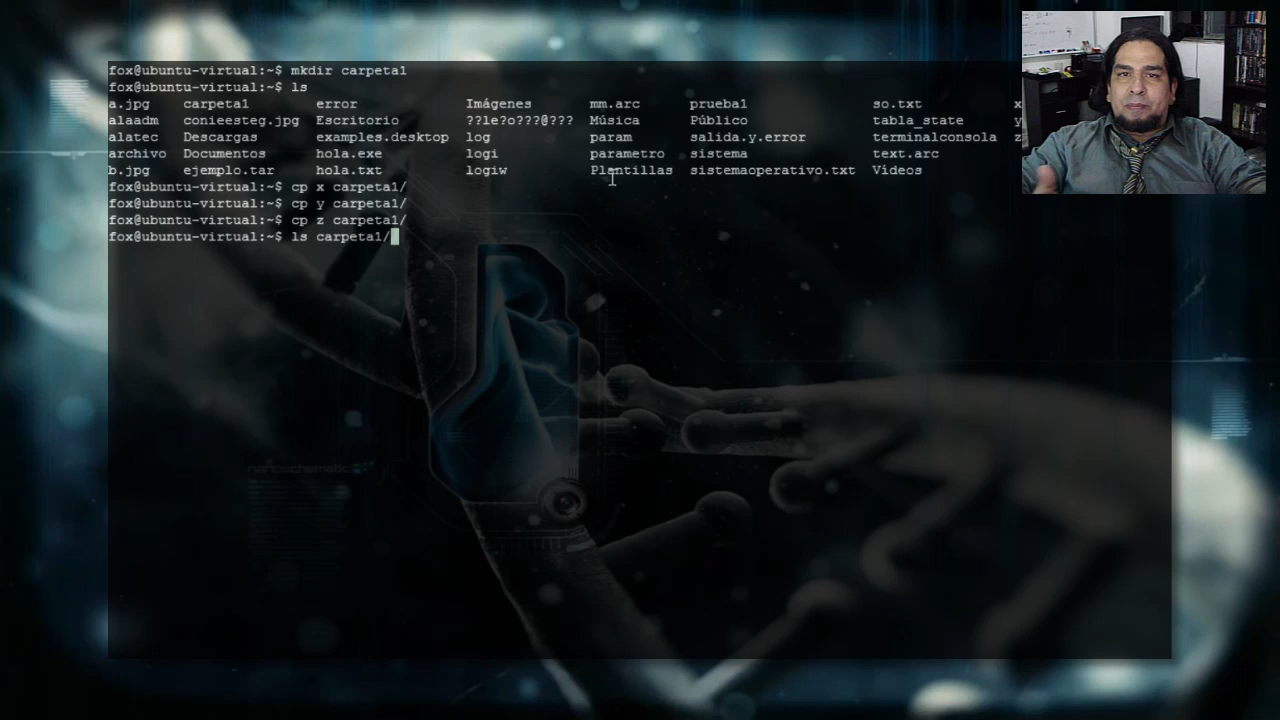 fox@ubuntu-virtual:~$ mkdir carpeta1
fox@ubuntu-virtual:~$ ls
a.jpg carpeta1 error Imágenes mm.arc prueba1 so.txt x
alaadm conieesteg.jpg Escritorio ??le?o???@??? Música Público tabla_state y
alatec Descargas examples.desktop log param salida.y.error terminalconsola z
archivo Documentos hola.exe logi parametro sistema text.arc
b.jpg ejemplo.tar hola.txt logiw Plantillas sistemaoperativo.txt Videos
fox@ubuntu-virtual:~$ cp x carpeta1/
fox@ubuntu-virtual:~$ cp y carpeta1/
fox@ubuntu-virtual:~$ cp z carpeta1/
fox@ubuntu-virtual:~$ ls carpeta1/